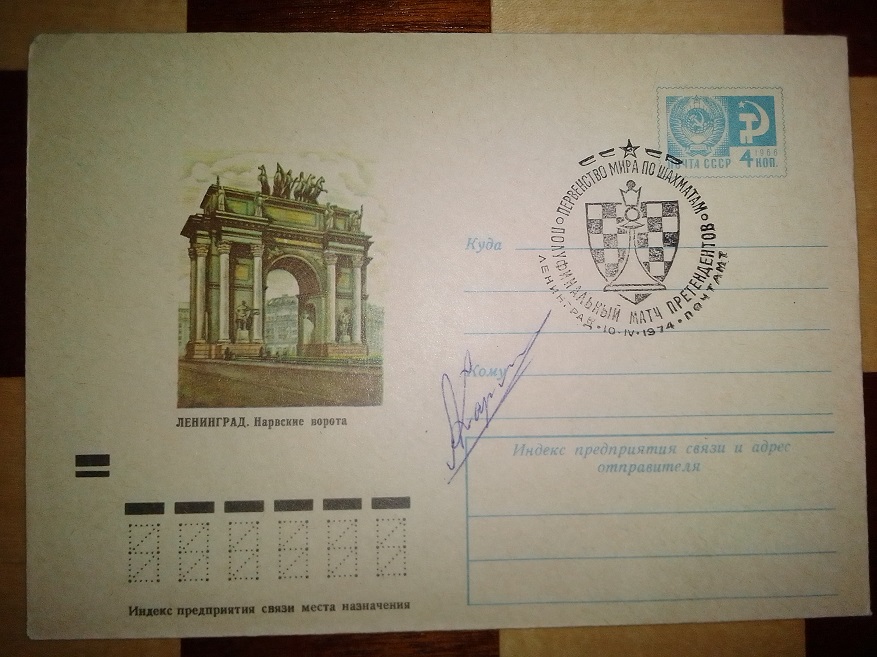 1966
ПОЧТА СССР 4 КОП.
ПЕРВЕНСТВО МИРА ПО ШАХМАТАМ
ПОЛУФИНАЛЬНЫЙ МАТЧ ПРЕТЕНДЕНТОВ
ЛЕНИНГРАД • 10-IV • 1974 • ПОЧТАМТ
Куда
Кому
ЛЕНИНГРАД. Нарвские ворота
Индекс предприятия связи и адрес
отправителя
Индекс предприятия связи места назначения